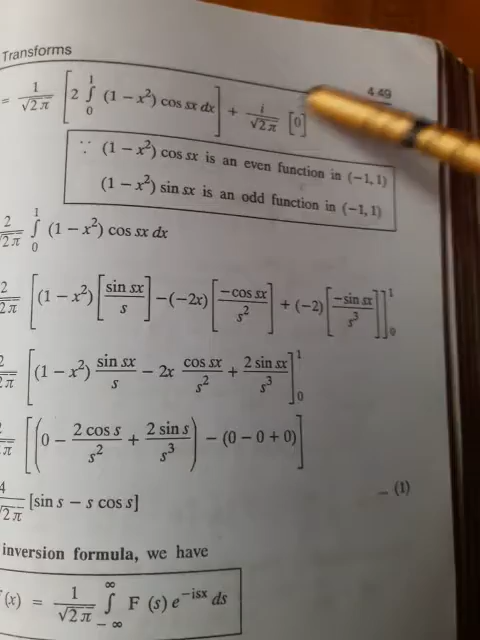 Transforms
4.49
= 1/√2π [2 ∫₀¹ (1 − x²) cos sx dx] + i/√2π [0]
∵ (1 − x²) cos sx is an even function in (−1, 1)
(1 − x²) sin sx is an odd function in (−1, 1)
2/√2π ∫₀¹ (1 − x²) cos sx dx
2/√2π [(1 − x²) [sin sx/s] − (−2x) [−cos sx/s²] + (−2) [−sin sx/s³]]₀¹
2/√2π [(1 − x²) sin sx/s − 2x cos sx/s² + 2 sin sx/s³]₀¹
[(0 − 2 cos s/s² + 2 sin s/s³) − (0 − 0 + 0)]
4/√2π [sin s − s cos s]
– (1)
inversion formula, we have
(x) = 1/√2π ∫₋∞^∞ F (s) e^−isx ds